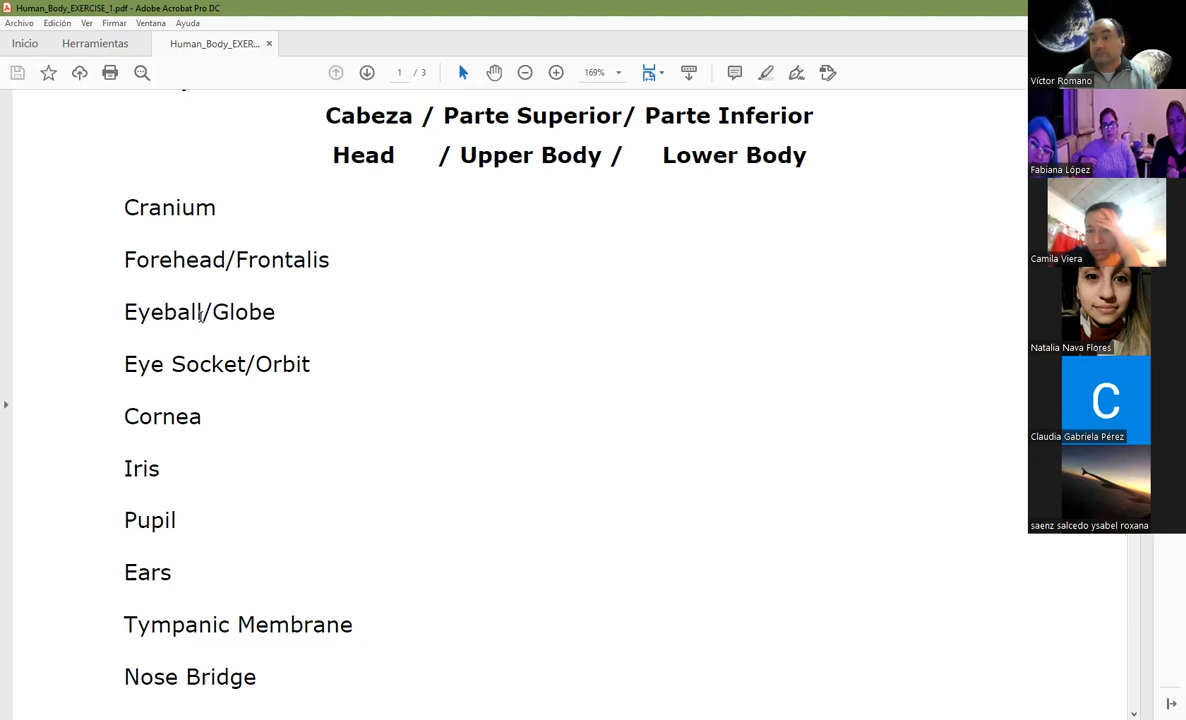 Human_Body_EXERCISE_1.pdf - Adobe Acrobat Pro DC
Archivo Edición Ver Firmar Ventana Ayuda
Inicio Herramientas Human_Body_EXER... ×
1 / 3 169%
Cabeza / Parte Superior/ Parte Inferior
Head / Upper Body / Lower Body
Cranium
Forehead/Frontalis
Eyeball/Globe
Eye Socket/Orbit
Cornea
Iris
Pupil
Ears
Tympanic Membrane
Nose Bridge
Víctor Romano
Fabiana López
Camila Viera
Natalia Nava Flores
C
Claudia Gabriela Pérez
saenz salcedo ysabel roxana